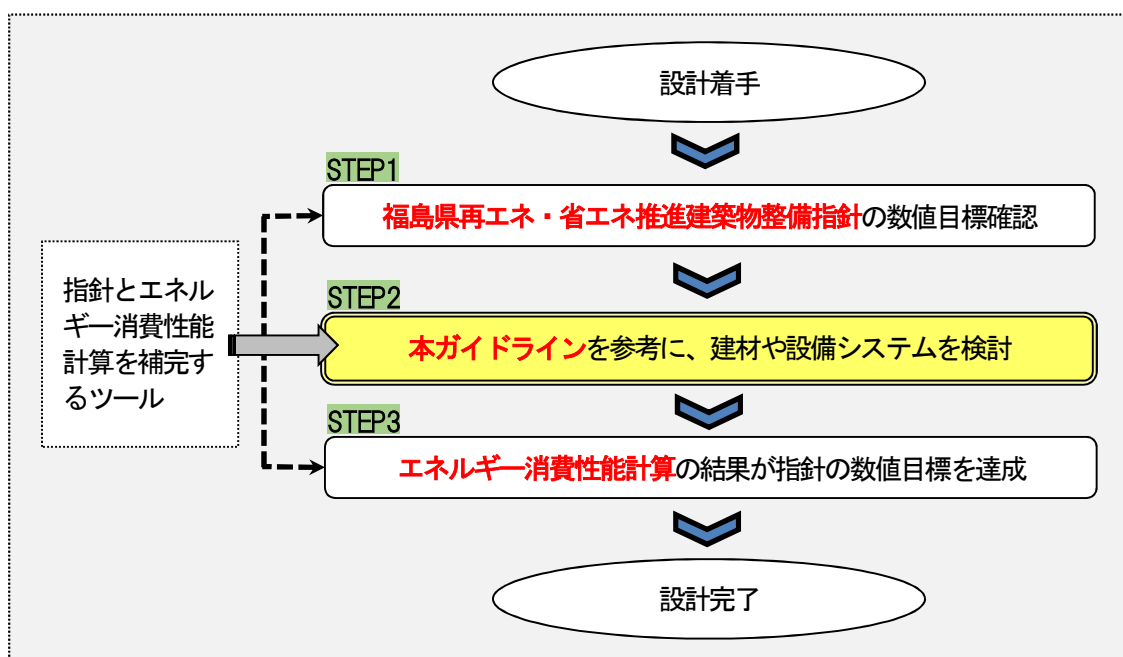 設計着手
STEP1
福島県再エネ・省エネ推進建築物整備指針の数値目標確認
指針とエネル
ギー消費性能
計算を補完す
るツール
STEP2
本ガイドラインを参考に、建材や設備システムを検討
STEP3
エネルギー消費性能計算の結果が指針の数値目標を達成
設計完了